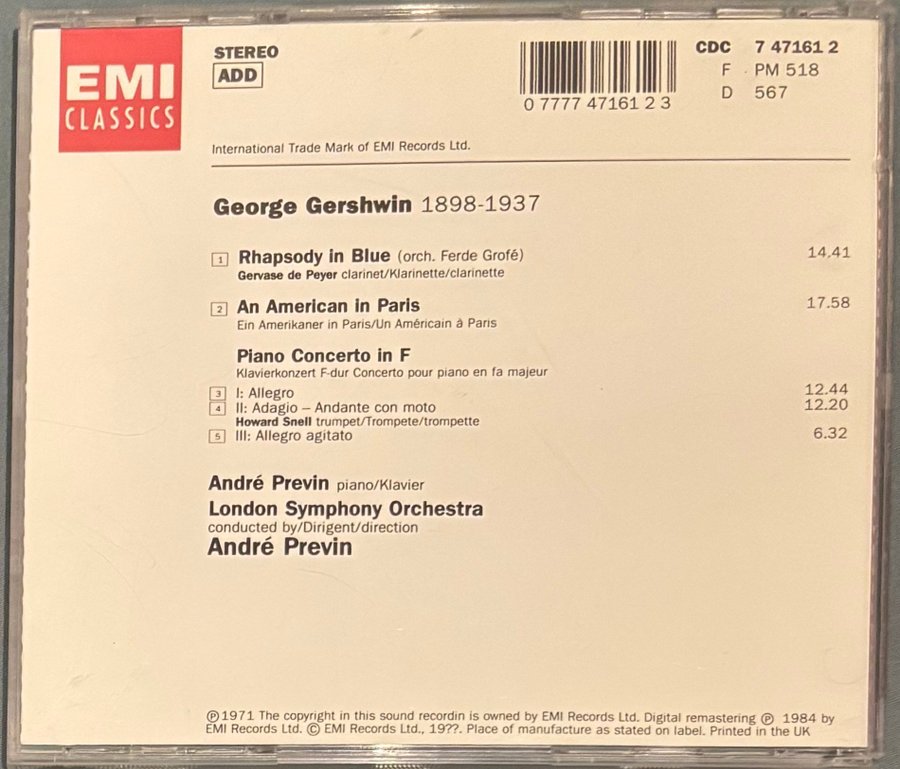 EMI
CLASSICS
STEREO
ADD
0 7777 47161 2 3
CDC 7 47161 2
F PM 518
D 567
International Trade Mark of EMI Records Ltd.
George Gershwin 1898-1937
1 Rhapsody in Blue (orch. Ferde Grofé) 14.41
Gervase de Peyer clarinet/Klarinette/clarinette
2 An American in Paris 17.58
Ein Amerikaner in Paris/Un Américain à Paris
Piano Concerto in F
Klavierkonzert F-dur Concerto pour piano en fa majeur
3 I: Allegro 12.44
4 II: Adagio – Andante con moto 12.20
Howard Snell trumpet/Trompete/trompette
5 III: Allegro agitato 6.32
André Previn piano/Klavier
London Symphony Orchestra
conducted by/Dirigent/direction
André Previn
℗1971 The copyright in this sound recordin is owned by EMI Records Ltd. Digital remastering ℗ 1984 by
EMI Records Ltd. © EMI Records Ltd., 19??. Place of manufacture as stated on label. Printed in the UK